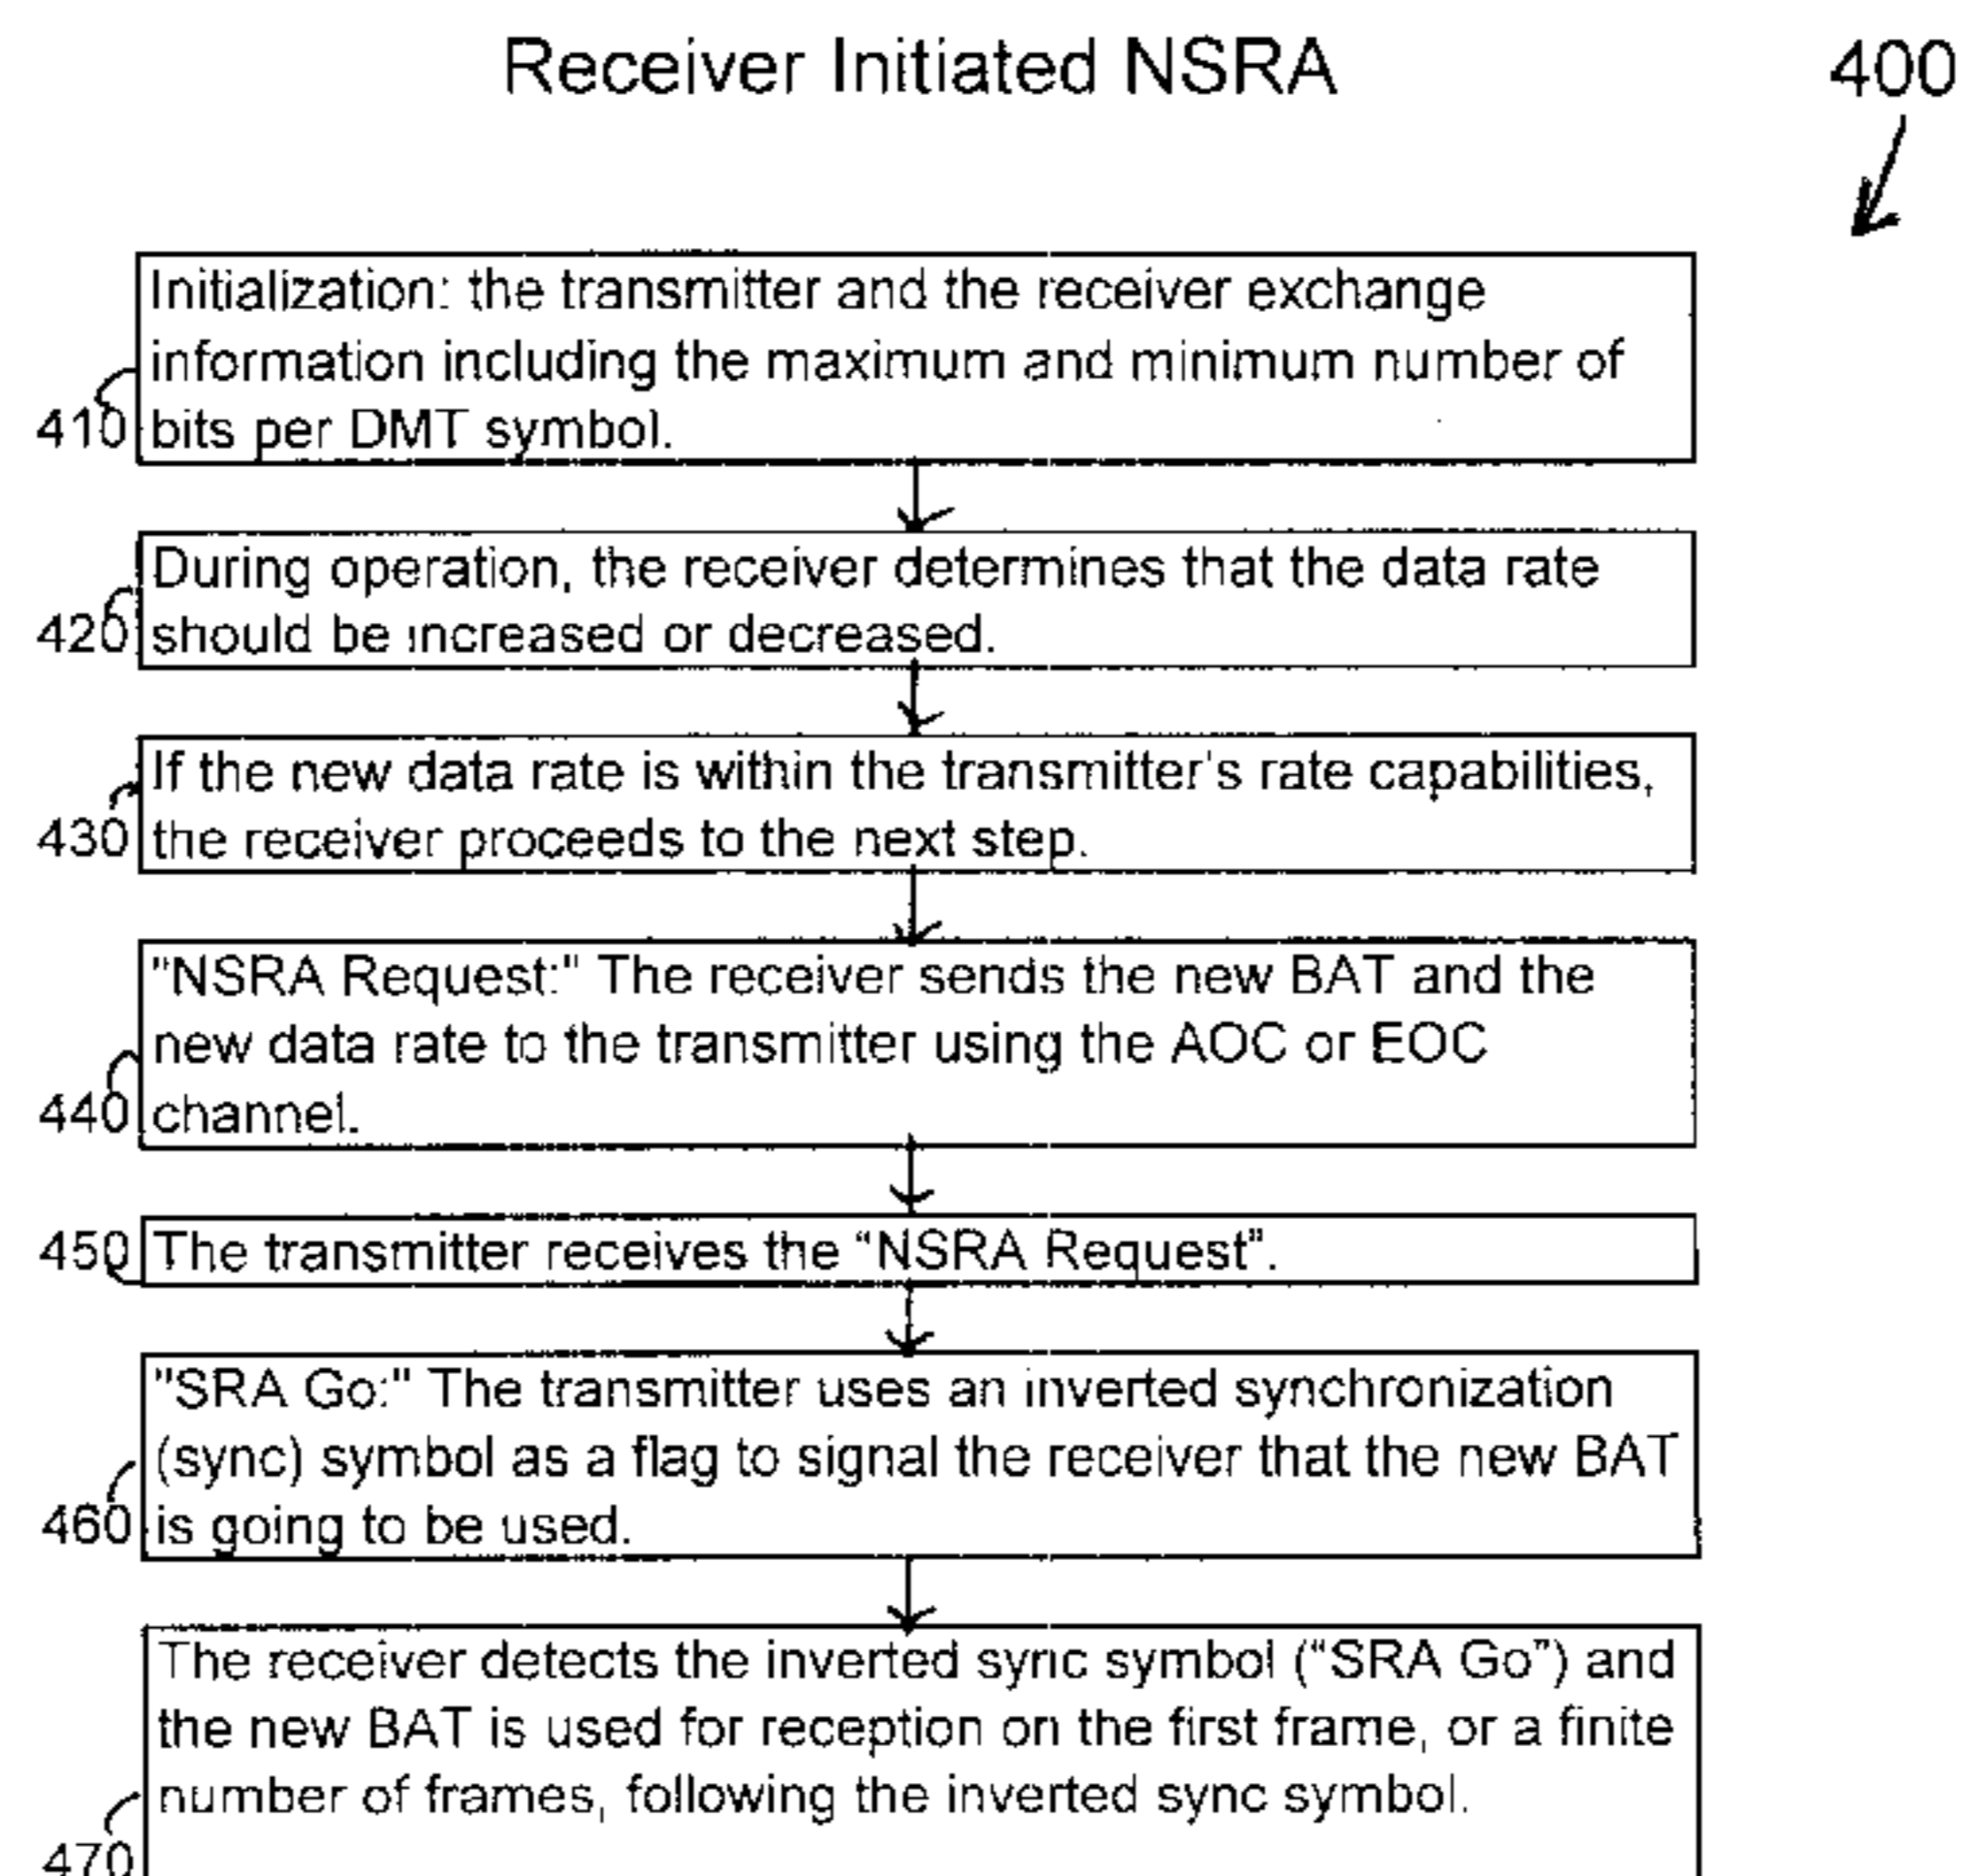 Receiver Initiated NSRA
400
Initialization: the transmitter and the receiver exchange
information including the maximum and minimum number of
410 bits per DMT symbol.
During operation, the receiver determines that the data rate
420 should be increased or decreased.
If the new data rate is within the transmitter's rate capabilities,
430 the receiver proceeds to the next step.
"NSRA Request:" The receiver sends the new BAT and the
new data rate to the transmitter using the AOC or EOC
440 channel.
450 The transmitter receives the “NSRA Request”.
"SRA Go:" The transmitter uses an inverted synchronization
(sync) symbol as a flag to signal the receiver that the new BAT
460 is going to be used.
The receiver detects the inverted sync symbol (“SRA Go”) and
the new BAT is used for reception on the first frame, or a finite
number of frames, following the inverted sync symbol.
470